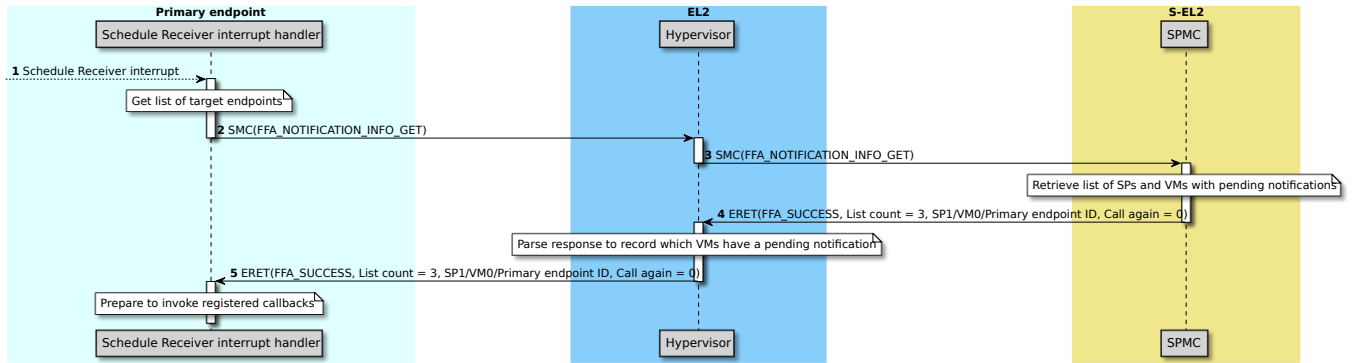 Primary endpoint
EL2
S-EL2
Schedule Receiver interrupt handler
Hypervisor
SPMC
1 Schedule Receiver interrupt
Get list of target endpoints
2 SMC(FFA_NOTIFICATION_INFO_GET)
3 SMC(FFA_NOTIFICATION_INFO_GET)
Retrieve list of SPs and VMs with pending notifications
4 ERET(FFA_SUCCESS, List count = 3, SP1/VM0/Primary endpoint ID, Call again = 0)
Parse response to record which VMs have a pending notification
5 ERET(FFA_SUCCESS, List count = 3, SP1/VM0/Primary endpoint ID, Call again = 0)
Prepare to invoke registered callbacks
Schedule Receiver interrupt handler
Hypervisor
SPMC